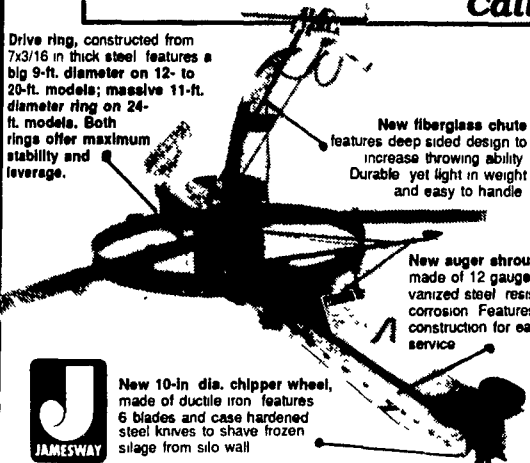 Call
Drive ring, constructed from
7x3/16 in thick steel features a
big 9-ft. diameter on 12- to
20-ft. models; massive 11-ft.
diameter ring on 24-
ft. models. Both
rings offer maximum
stability and
leverage.
New fiberglass chute
features deep sided design to
increase throwing ability
Durable yet light in weight
and easy to handle
New auger shrou
made of 12 gauge
vanized steel resis
corrosion Features
construction for ea
service
New 10-in dia. chipper wheel,
made of ductile iron features
6 blades and case hardened
steel knives to shave frozen
silage from silo wall
J
JAMESWAY